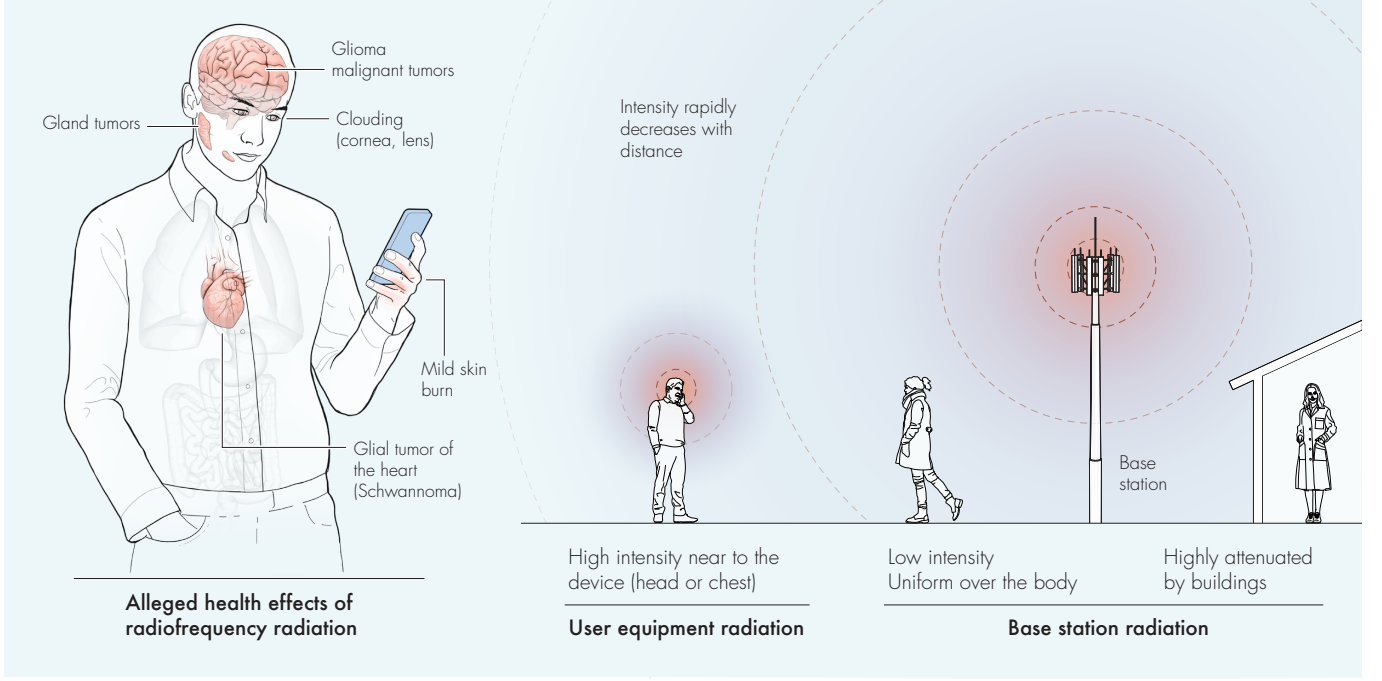 Glioma
malignant tumors
Gland tumors
Clouding
(cornea, lens)
Mild skin
burn
Glial tumor of
the heart
(Schwannoma)
Alleged health effects of
radiofrequency radiation
Intensity rapidly
decreases with
distance
Base
station
High intensity near to the
device (head or chest)
User equipment radiation
Low intensity
Uniform over the body
Highly attenuated
by buildings
Base station radiation